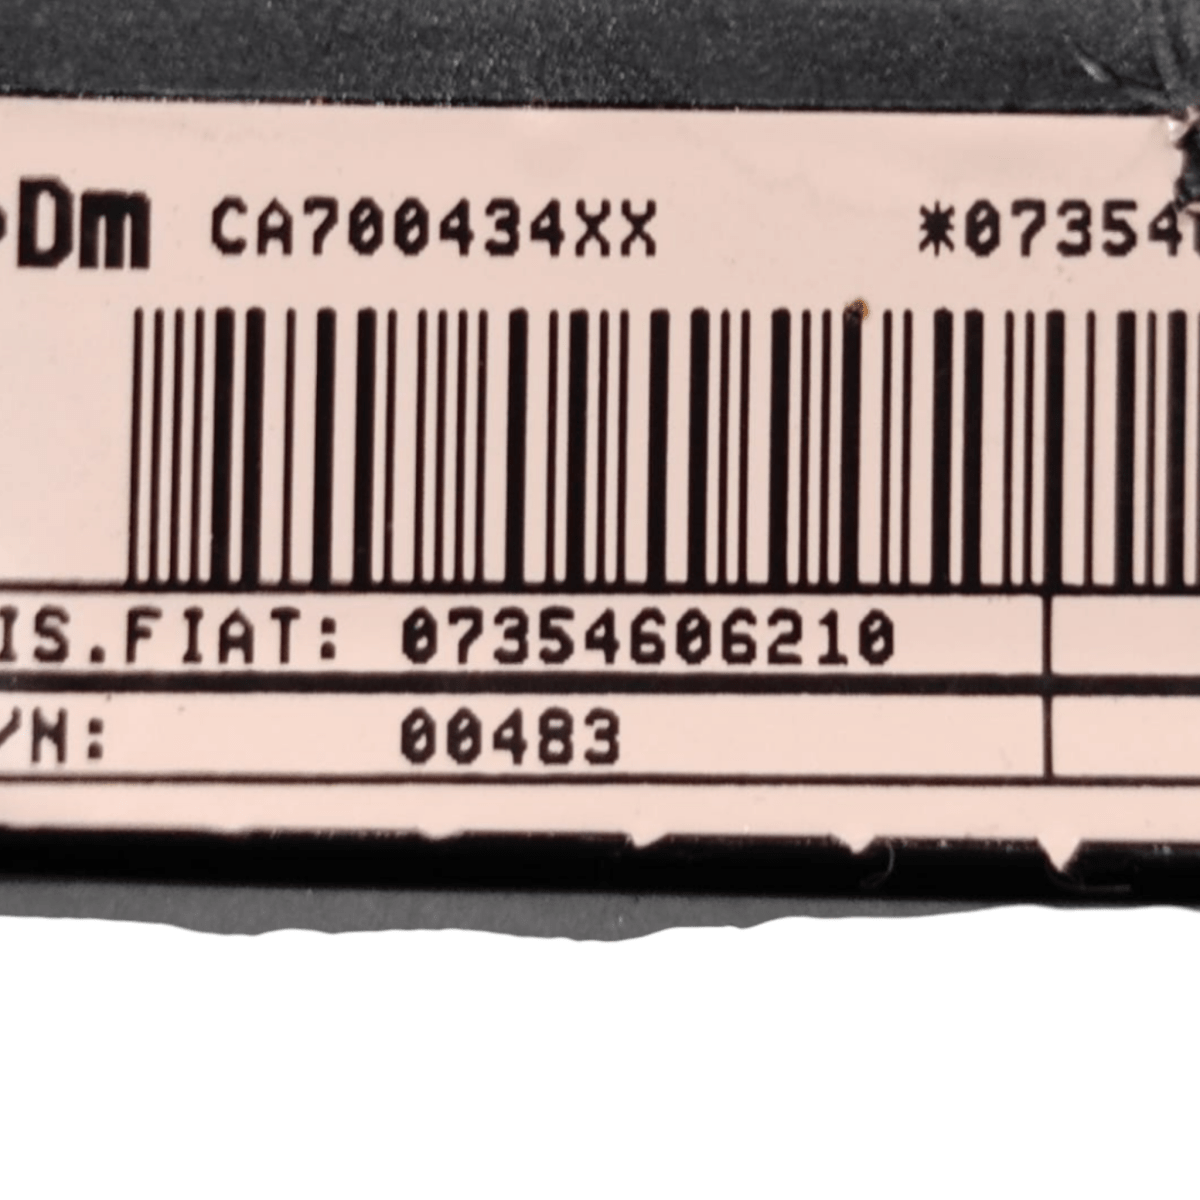 Dm CA700434XX *07354
IS.FIAT: 07354606210
/N: 00483